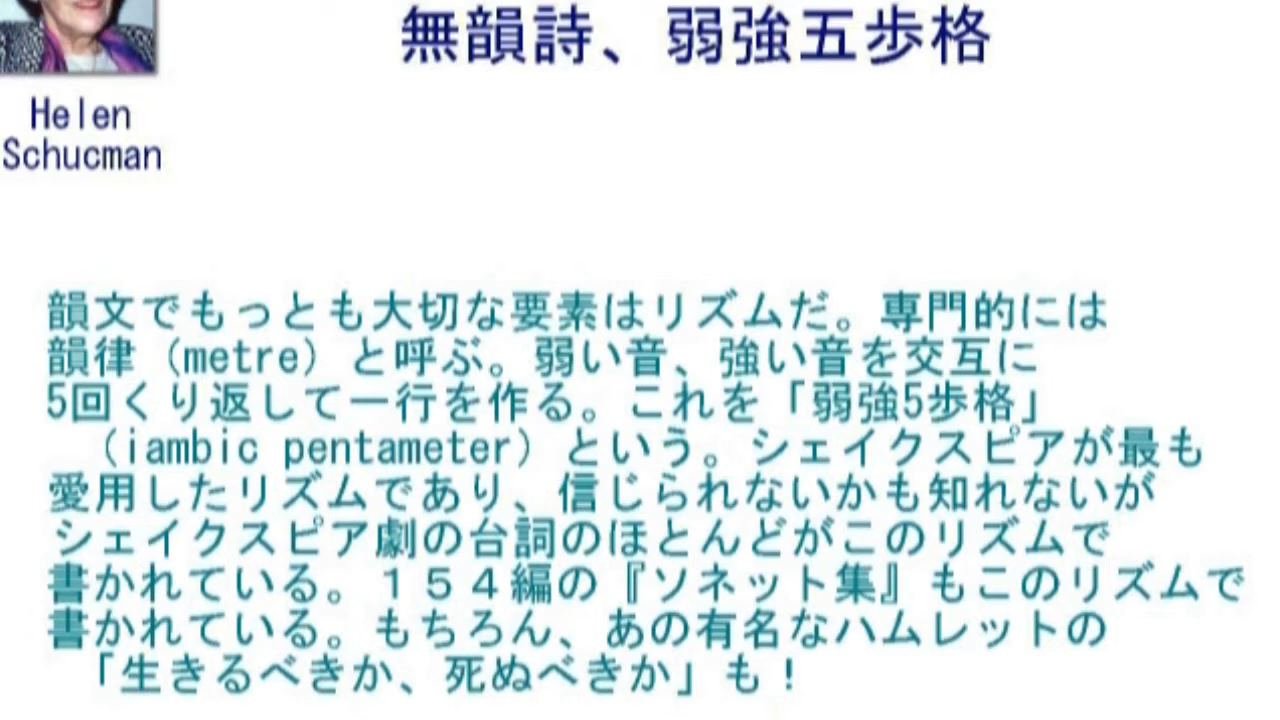 無韻詩、弱強五歩格
Helen
Schucman
韻文でもっとも大切な要素はリズムだ。専門的には
韻律（metre）と呼ぶ。弱い音、強い音を交互に
5回くり返して一行を作る。これを「弱強5歩格」
（iambic pentameter）という。シェイクスピアが最も
愛用したリズムであり、信じられないかも知れないが
シェイクスピア劇の台詞のほとんどがこのリズムで
書かれている。１５４編の『ソネット集』もこのリズムで
書かれている。もちろん、あの有名なハムレットの
「生きるべきか、死ぬべきか」も！